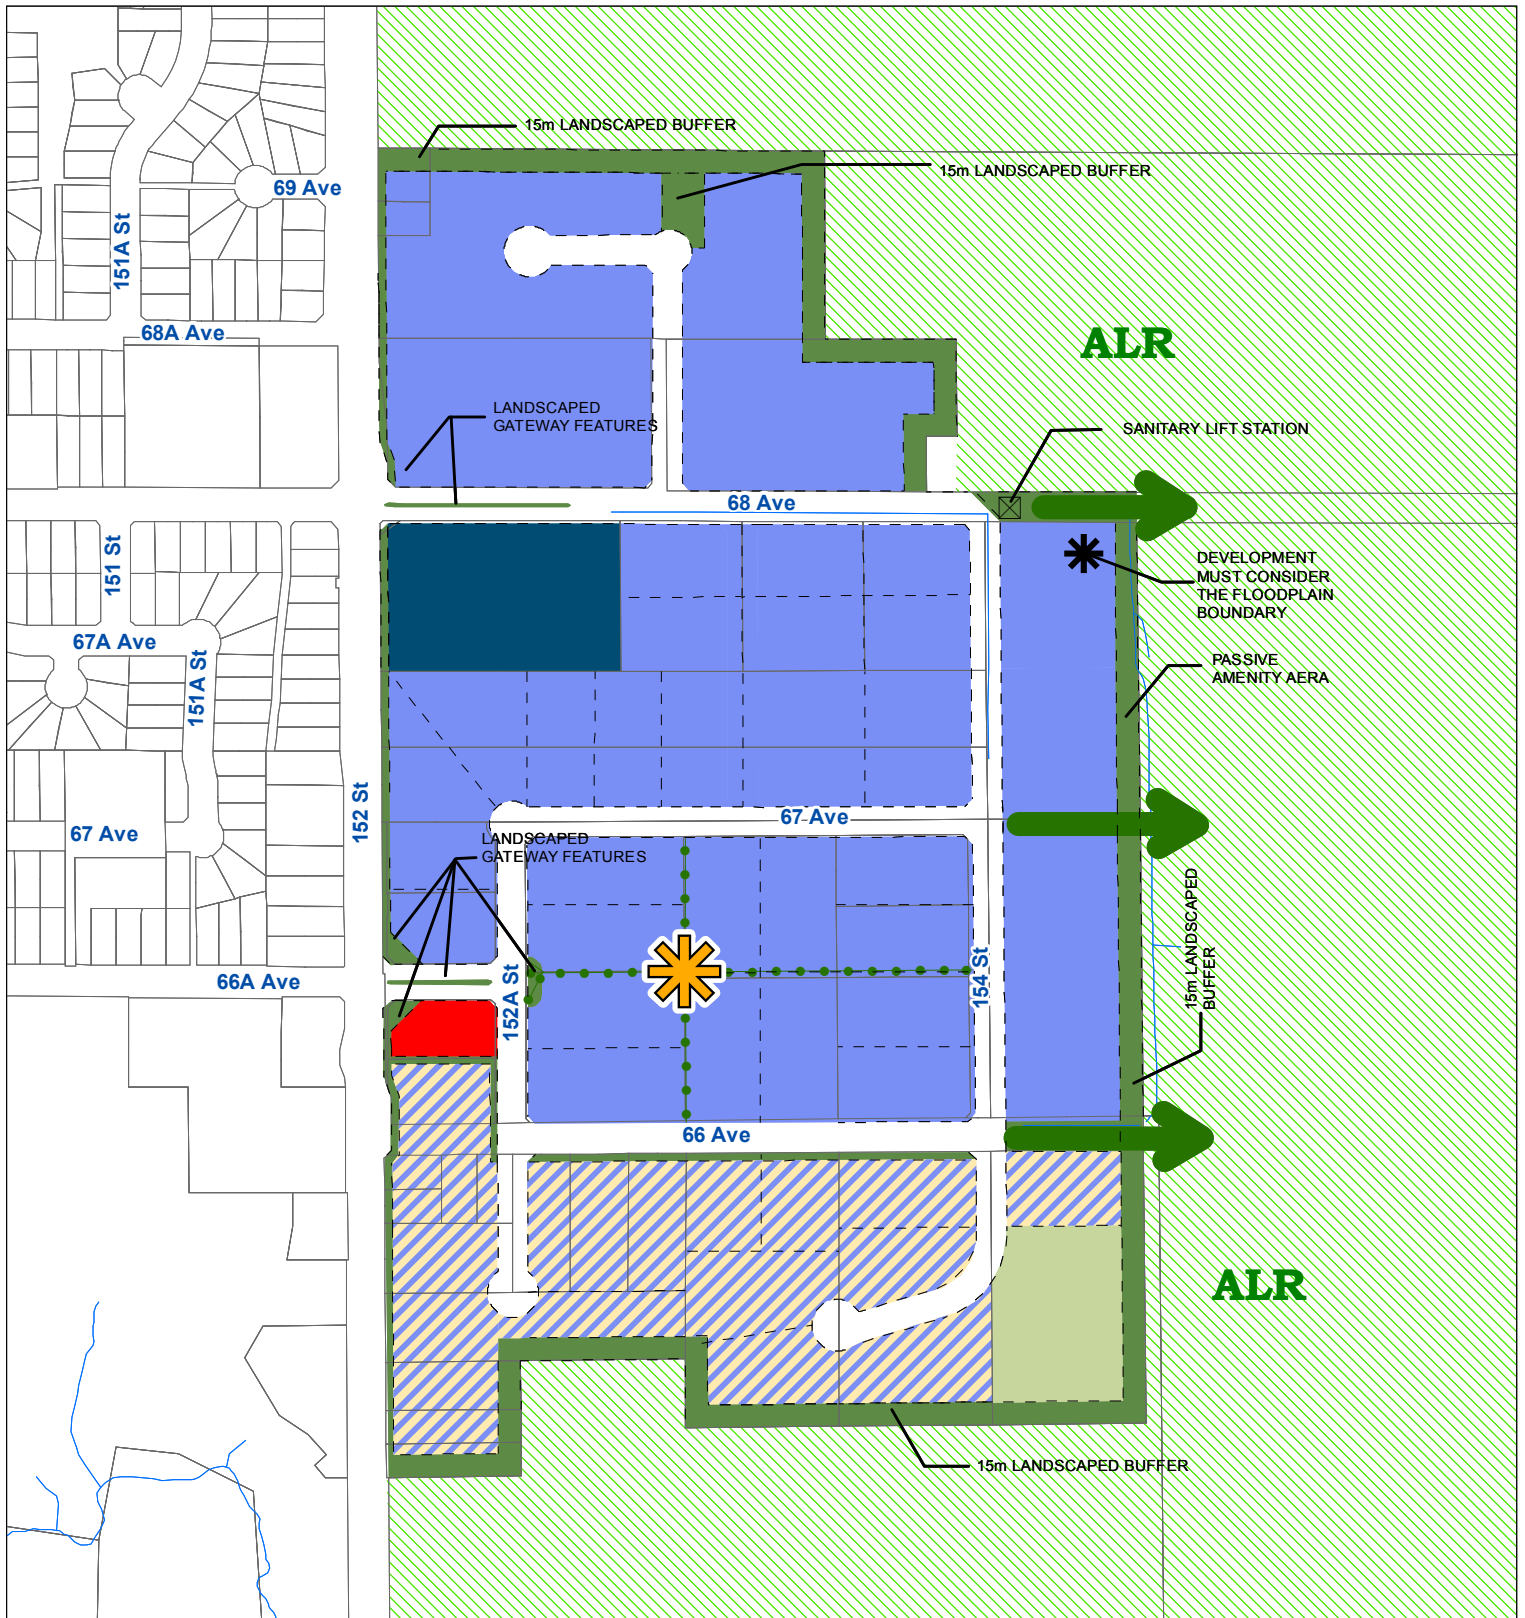 15m LANDSCAPED BUFFER
15m LANDSCAPED BUFFER
69 Ave
151A St
68A Ave
ALR
LANDSCAPED
GATEWAY FEATURES
SANITARY LIFT STATION
68 Ave
151 St
DEVELOPMENT
MUST CONSIDER
THE FLOODPLAIN
BOUNDARY
67A Ave
151A St
PASSIVE
AMENITY AERA
152 St
67 Ave
67 Ave
LANDSCAPED
GATEWAY FEATURES
15m LANDSCAPED
BUFFER
66A Ave
152A St
154 St
66 Ave
ALR
15m LANDSCAPED BUFFER